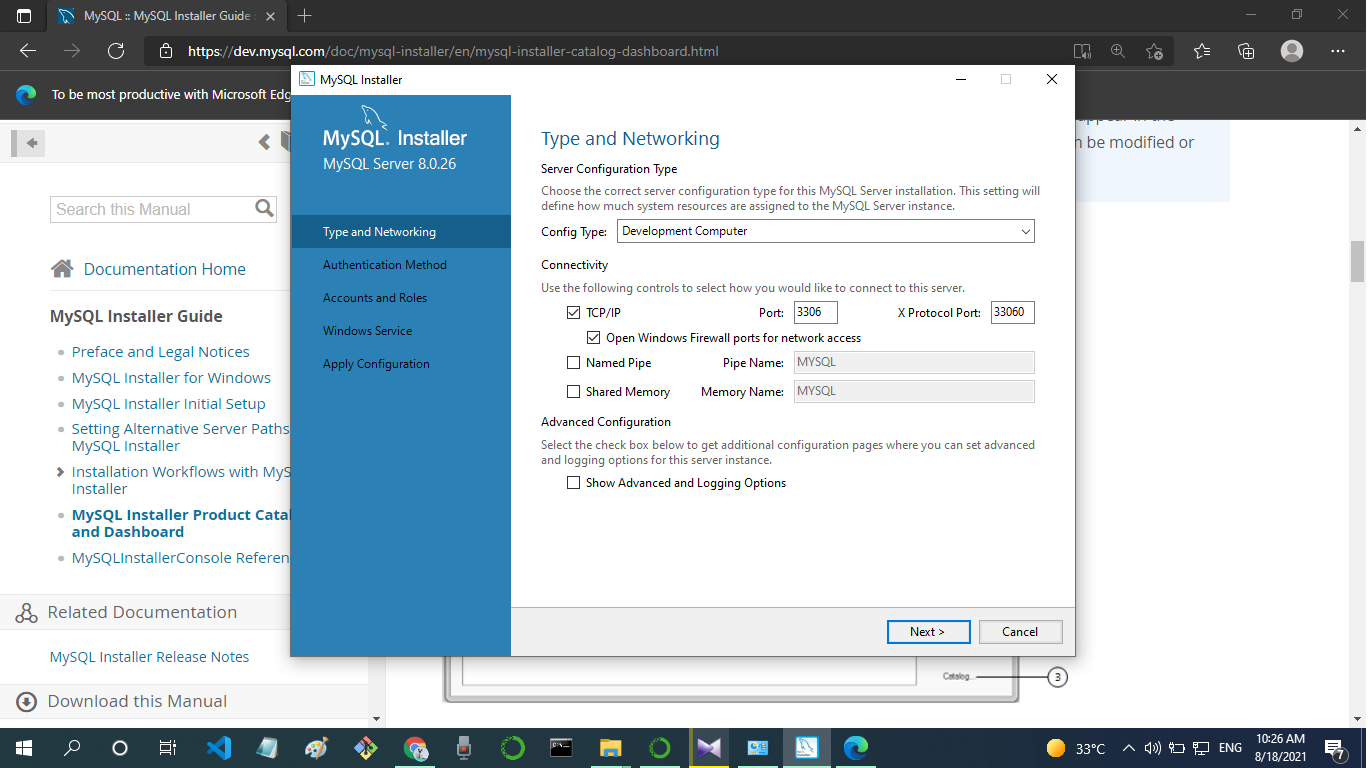 MySQL :: MySQL Installer Guide :
https://dev.mysql.com/doc/mysql-installer/en/mysql-installer-catalog-dashboard.html
To be most productive with Microsoft Edg
appear in the
n be modified or
Search this Manual
Documentation Home
MySQL Installer Guide
Preface and Legal Notices
MySQL Installer for Windows
MySQL Installer Initial Setup
Setting Alternative Server Paths
MySQL Installer
Installation Workflows with MyS
Installer
MySQL Installer Product Catal
and Dashboard
MySQLInstallerConsole Referen
Related Documentation
MySQL Installer Release Notes
Download this Manual
MySQL Installer
MySQL. Installer
MySQL Server 8.0.26
Type and Networking
Authentication Method
Accounts and Roles
Windows Service
Apply Configuration
Type and Networking
Server Configuration Type
Choose the correct server configuration type for this MySQL Server installation. This setting will
define how much system resources are assigned to the MySQL Server instance.
Config Type: Development Computer
Connectivity
Use the following controls to select how you would like to connect to this server.
TCP/IP Port: 3306 X Protocol Port: 33060
Open Windows Firewall ports for network access
Named Pipe Pipe Name: MYSQL
Shared Memory Memory Name: MYSQL
Advanced Configuration
Select the check box below to get additional configuration pages where you can set advanced
and logging options for this server instance.
Show Advanced and Logging Options
Next > Cancel
Catalog... 3
33°C ENG 10:26 AM
8/18/2021
7